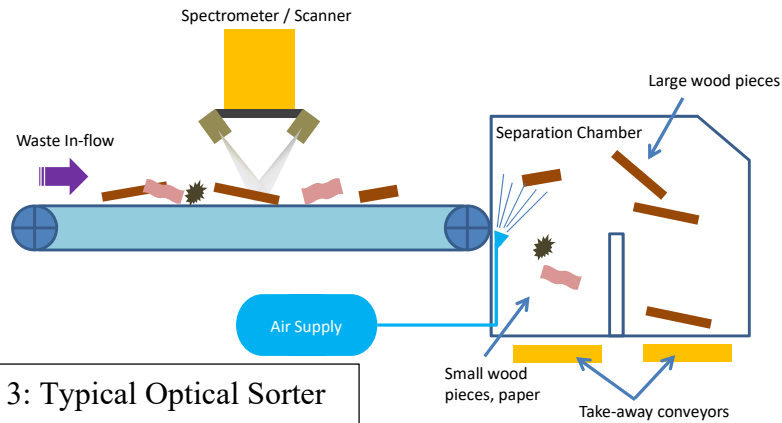 Spectrometer / Scanner
Large wood pieces
Waste In-flow
Separation Chamber
Air Supply
Small wood
pieces, paper
Take-away conveyors
3: Typical Optical Sorter